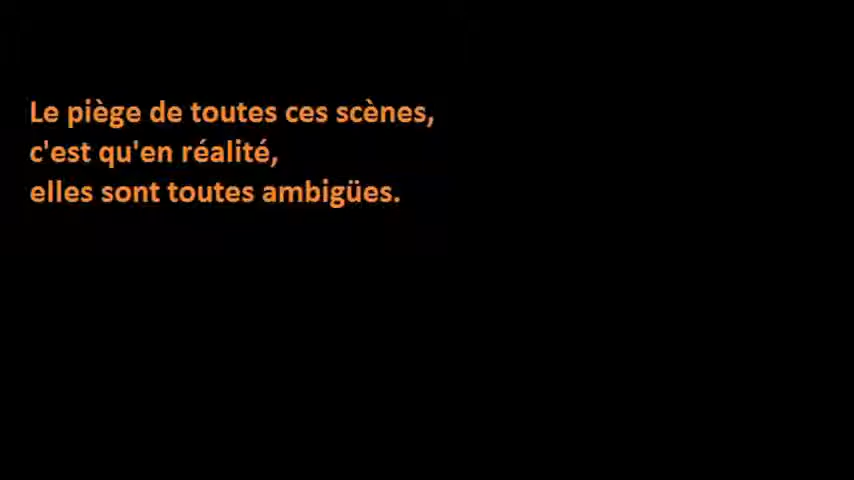 Le piège de toutes ces scènes,
c'est qu'en réalité,
elles sont toutes ambigües.